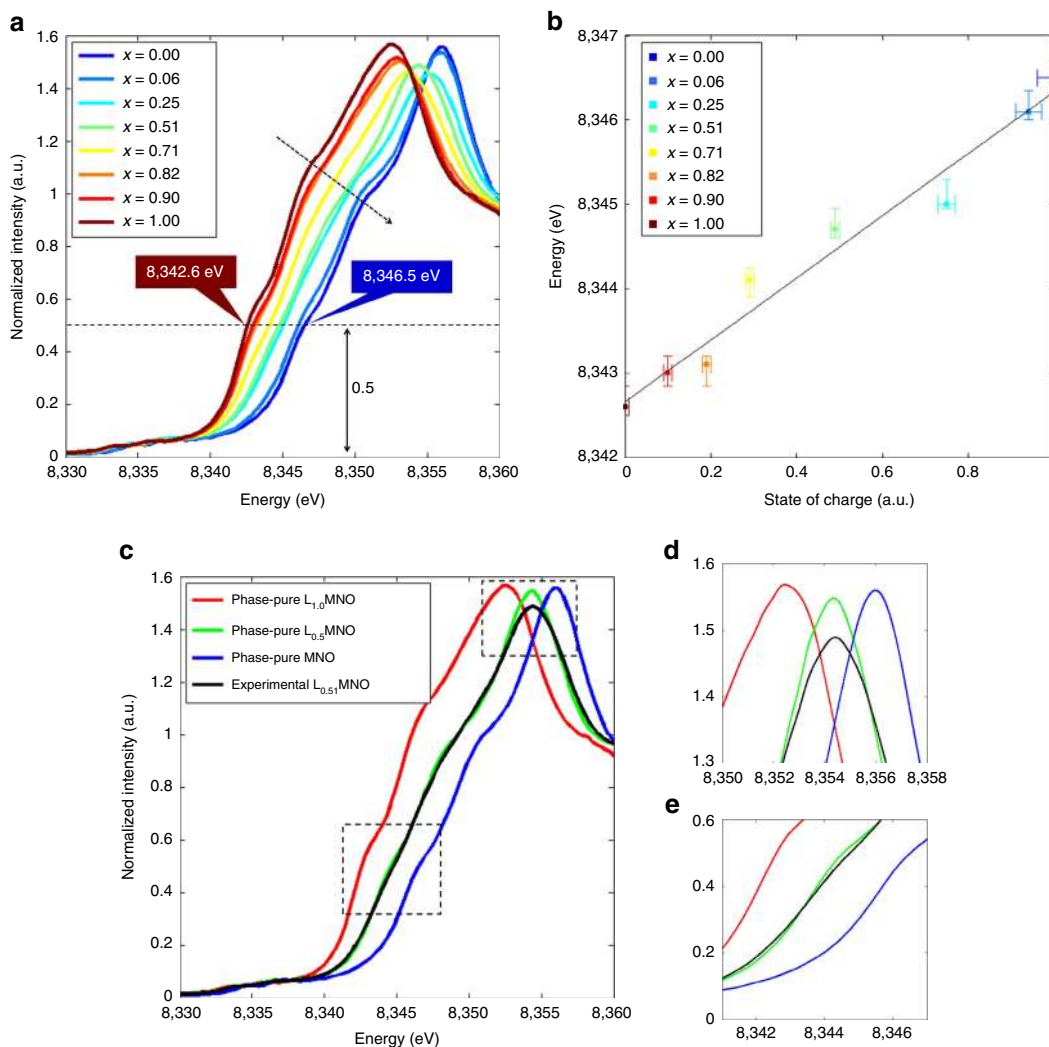 a
1.6
1.4
1.2
1
0.8
0.6
0.4
0.2
0
Normalized intensity (a.u.)
x = 0.00
x = 0.06
x = 0.25
x = 0.51
x = 0.71
x = 0.82
x = 0.90
x = 1.00
8,342.6 eV
8,346.5 eV
0.5
8,330
8,335
8,340
8,345
8,350
8,355
8,360
Energy (eV)
b
8,347
8,346
8,345
8,344
8,343
8,342
Energy (eV)
x = 0.00
x = 0.06
x = 0.25
x = 0.51
x = 0.71
x = 0.82
x = 0.90
x = 1.00
0
0.2
0.4
0.6
0.8
State of charge (a.u.)
c
1.6
1.4
1.2
1
0.8
0.6
0.4
0.2
0
Normalized intensity (a.u.)
Phase-pure L1.0MNO
Phase-pure L0.5MNO
Phase-pure MNO
Experimental L0.51MNO
8,330
8,335
8,340
8,345
8,350
8,355
8,360
Energy (eV)
d
1.6
1.5
1.4
1.3
8,350
8,352
8,354
8,356
8,358
e
0.6
0.4
0.2
0
8,342
8,344
8,346